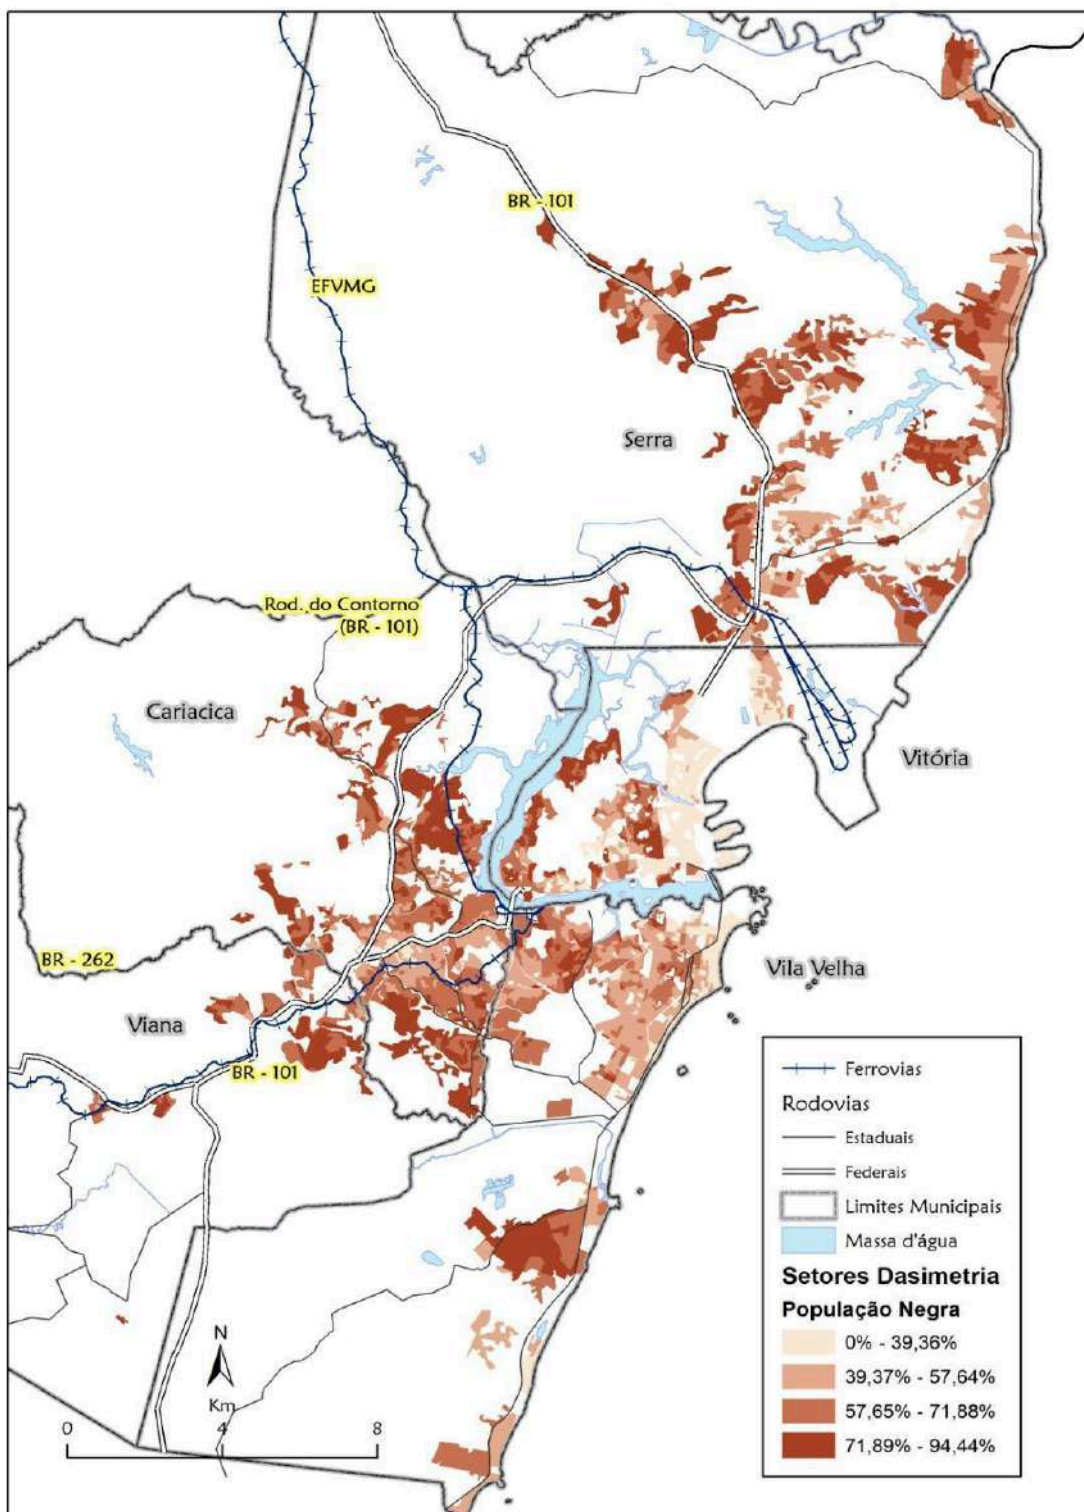 BR - 101
EFVMG
Serra
Rod. do Contorno
(BR - 101)
Cariacica
Vitória
BR - 262
Vila Velha
Viana
BR - 101
Ferrovias
Rodovias
Estaduais
Federais
Limites Municipais
Massa d'água
Setores Dasimetria
População Negra
0% - 39,36%
39,37% - 57,64%
57,65% - 71,88%
71,89% - 94,44%
N
Km
0 4 8